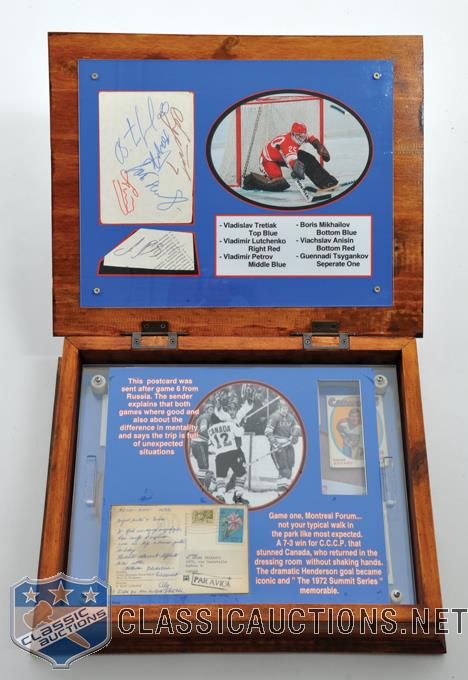 - Vladislav Tretiak
Top Blue
- Vladimir Lutchenko
Right Red
- Vladimir Petrov
Middle Blue
- Boris Mikhailov
Bottom Blue
- Viachslav Anisin
Bottom Red
- Guennadi Tsygankov
Seperate One
This postcard was
sent after game 6 from
Russia. The sender
explains that both
games where good and
also about the
difference in mentality
and says the trip is full
of unexpected
situations
CANADA
12
PAR AVION
Game one, Montreal Forum...
not your typical walk in
the park like most expected.
A 7-3 win for C.C.C.P. that
stunned Canada, who returned in the
dressing room without shaking hands.
The dramatic Henderson goal became
iconic and " The 1972 Summit Series "
memorable.
CLASSIC
AUCTIONS
CLASSICAUCTIONS.NET